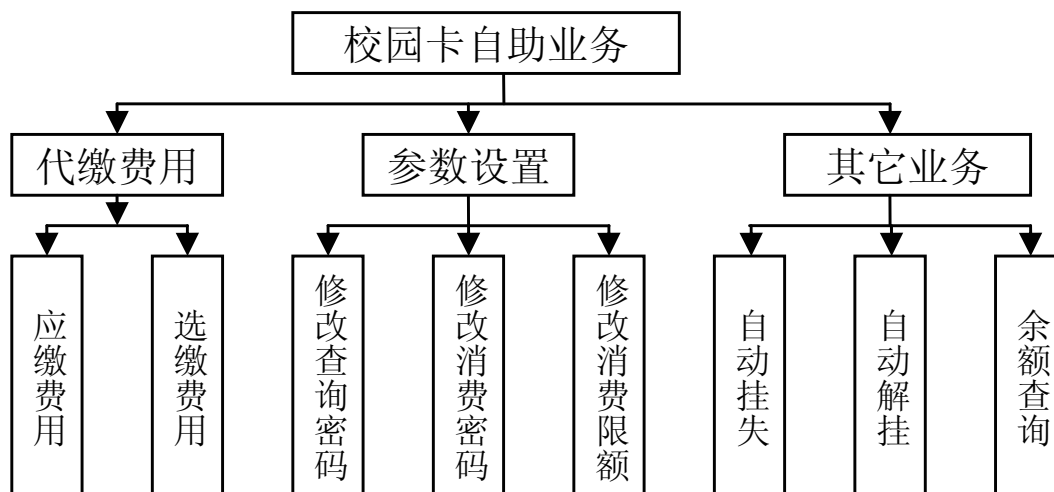 校园卡自助业务
代缴费用
参数设置
其它业务
应缴费用
选缴费用
修改查询密码
修改消费密码
修改消费限额
自动挂失
自动解挂
余额查询